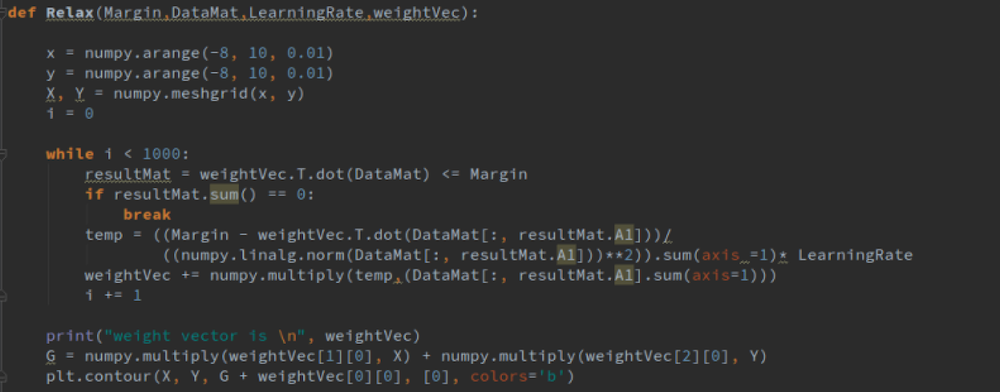 def Relax(Margin,DataMat,LearningRate,weightVec):
x = numpy.arange(-8, 10, 0.01)
y = numpy.arange(-8, 10, 0.01)
X, Y = numpy.meshgrid(x, y)
i = 0
while i < 1000:
resultMat = weightVec.T.dot(DataMat) <= Margin
if resultMat.sum() == 0:
break
temp = ((Margin - weightVec.T.dot(DataMat[:, resultMat.A1]))/
((numpy.linalg.norm(DataMat[:, resultMat.A1]))**2)).sum(axis =1)* LearningRate
weightVec += numpy.multiply(temp,(DataMat[:, resultMat.A1].sum(axis=1)))
i += 1
print("weight vector is \n", weightVec)
G = numpy.multiply(weightVec[1][0], X) + numpy.multiply(weightVec[2][0], Y)
plt.contour(X, Y, G + weightVec[0][0], [0], colors='b')